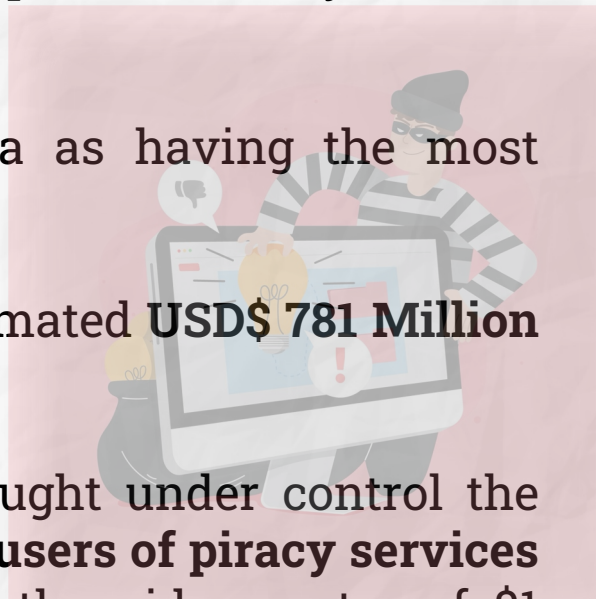 a as having the most
mated USD$ 781 Million
ught under control the
users of piracy services